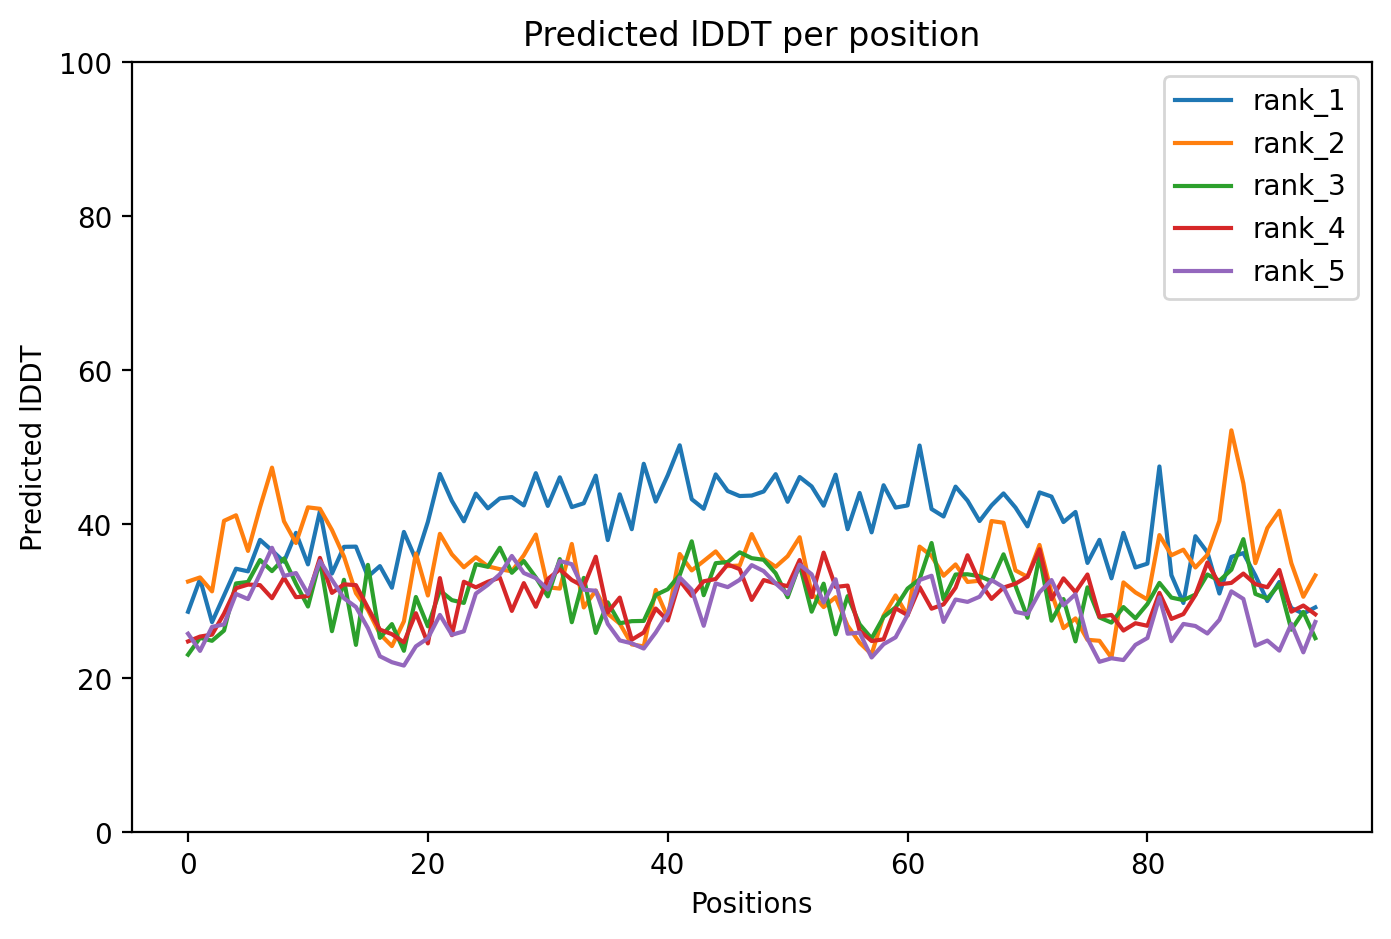 Predicted lDDT per position
100
80
60
40
20
0
Predicted lDDT
0 20 40 60 80
Positions
rank_1
rank_2
rank_3
rank_4
rank_5